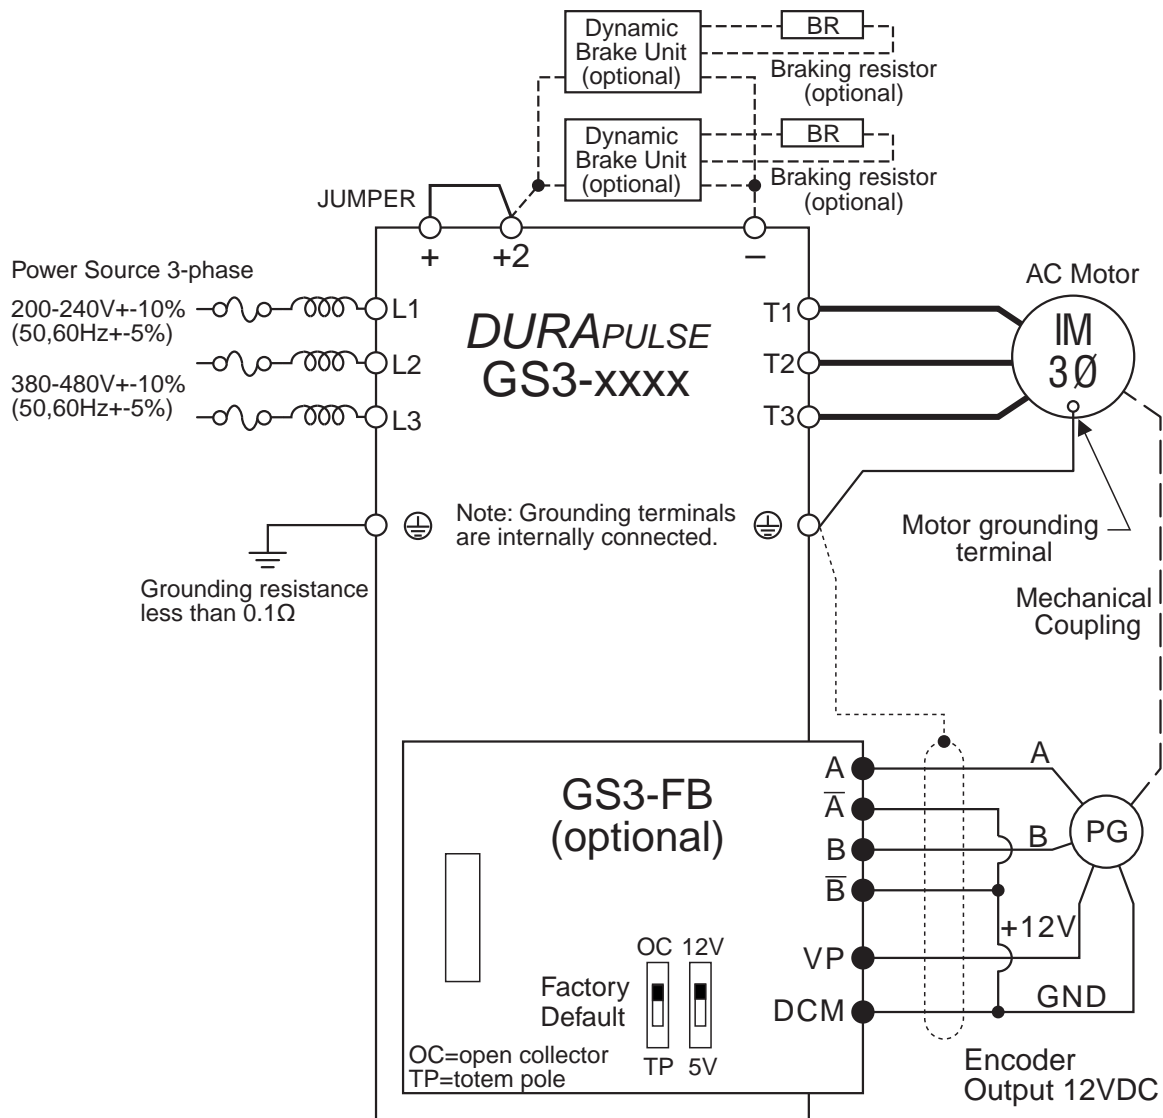 Dynamic
Brake Unit
(optional)
BR
Braking resistor
(optional)
Dynamic
Brake Unit
(optional)
BR
Braking resistor
(optional)
JUMPER
+
+2
−
Power Source 3-phase
200-240V+-10%
(50,60Hz+-5%)
380-480V+-10%
(50,60Hz+-5%)
L1
L2
L3
DURAPULSE
GS3-xxxx
T1
T2
T3
AC Motor
IM
3Ø
Note: Grounding terminals
are internally connected.
Motor grounding
terminal
Grounding resistance
less than 0.1Ω
Mechanical
Coupling
GS3-FB
(optional)
A
A̅
B
B̅
VP
DCM
A
B
PG
+12V
GND
OC 12V
Factory
Default
TP 5V
OC=open collector
TP=totem pole
Encoder
Output 12VDC